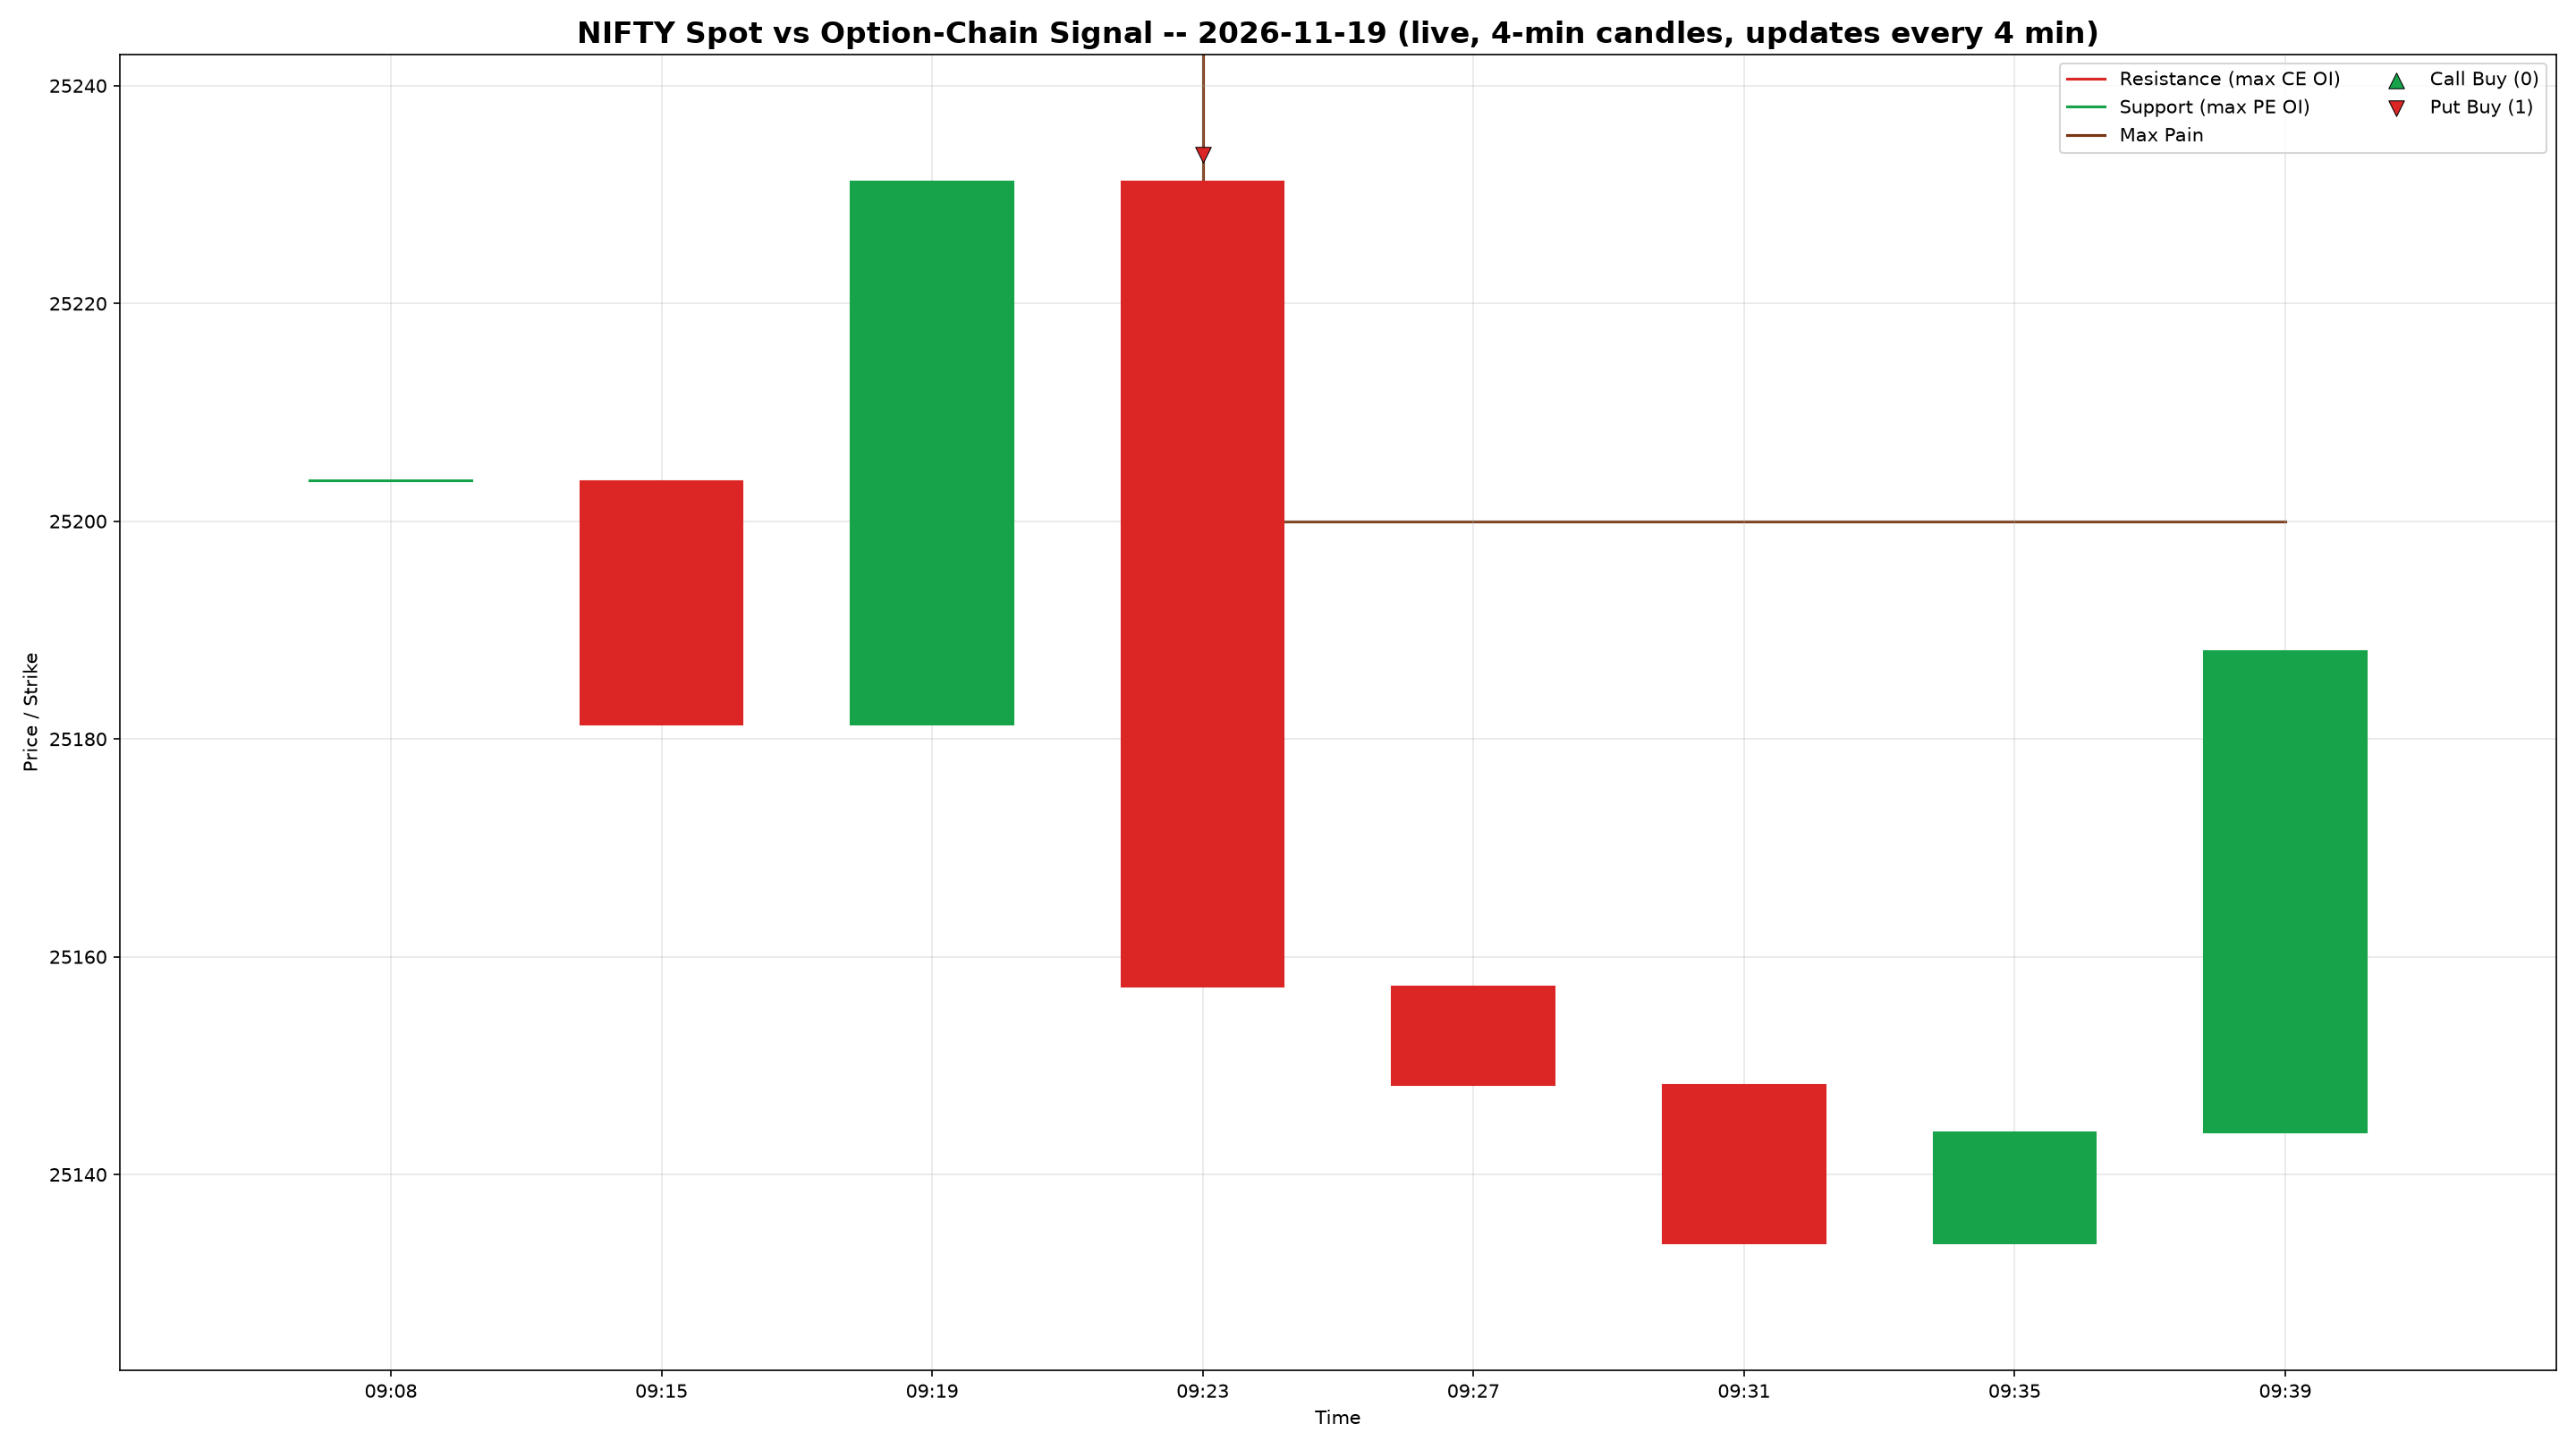 NIFTY Spot vs Option-Chain Signal -- 2026-11-19 (live, 4-min candles, updates every 4 min)
Resistance (max CE OI)
Support (max PE OI)
Max Pain
Call Buy (0)
Put Buy (1)
Price / Strike
25240
25220
25200
25180
25160
25140
09:08 09:15 09:19 09:23 09:27 09:31 09:35 09:39
Time